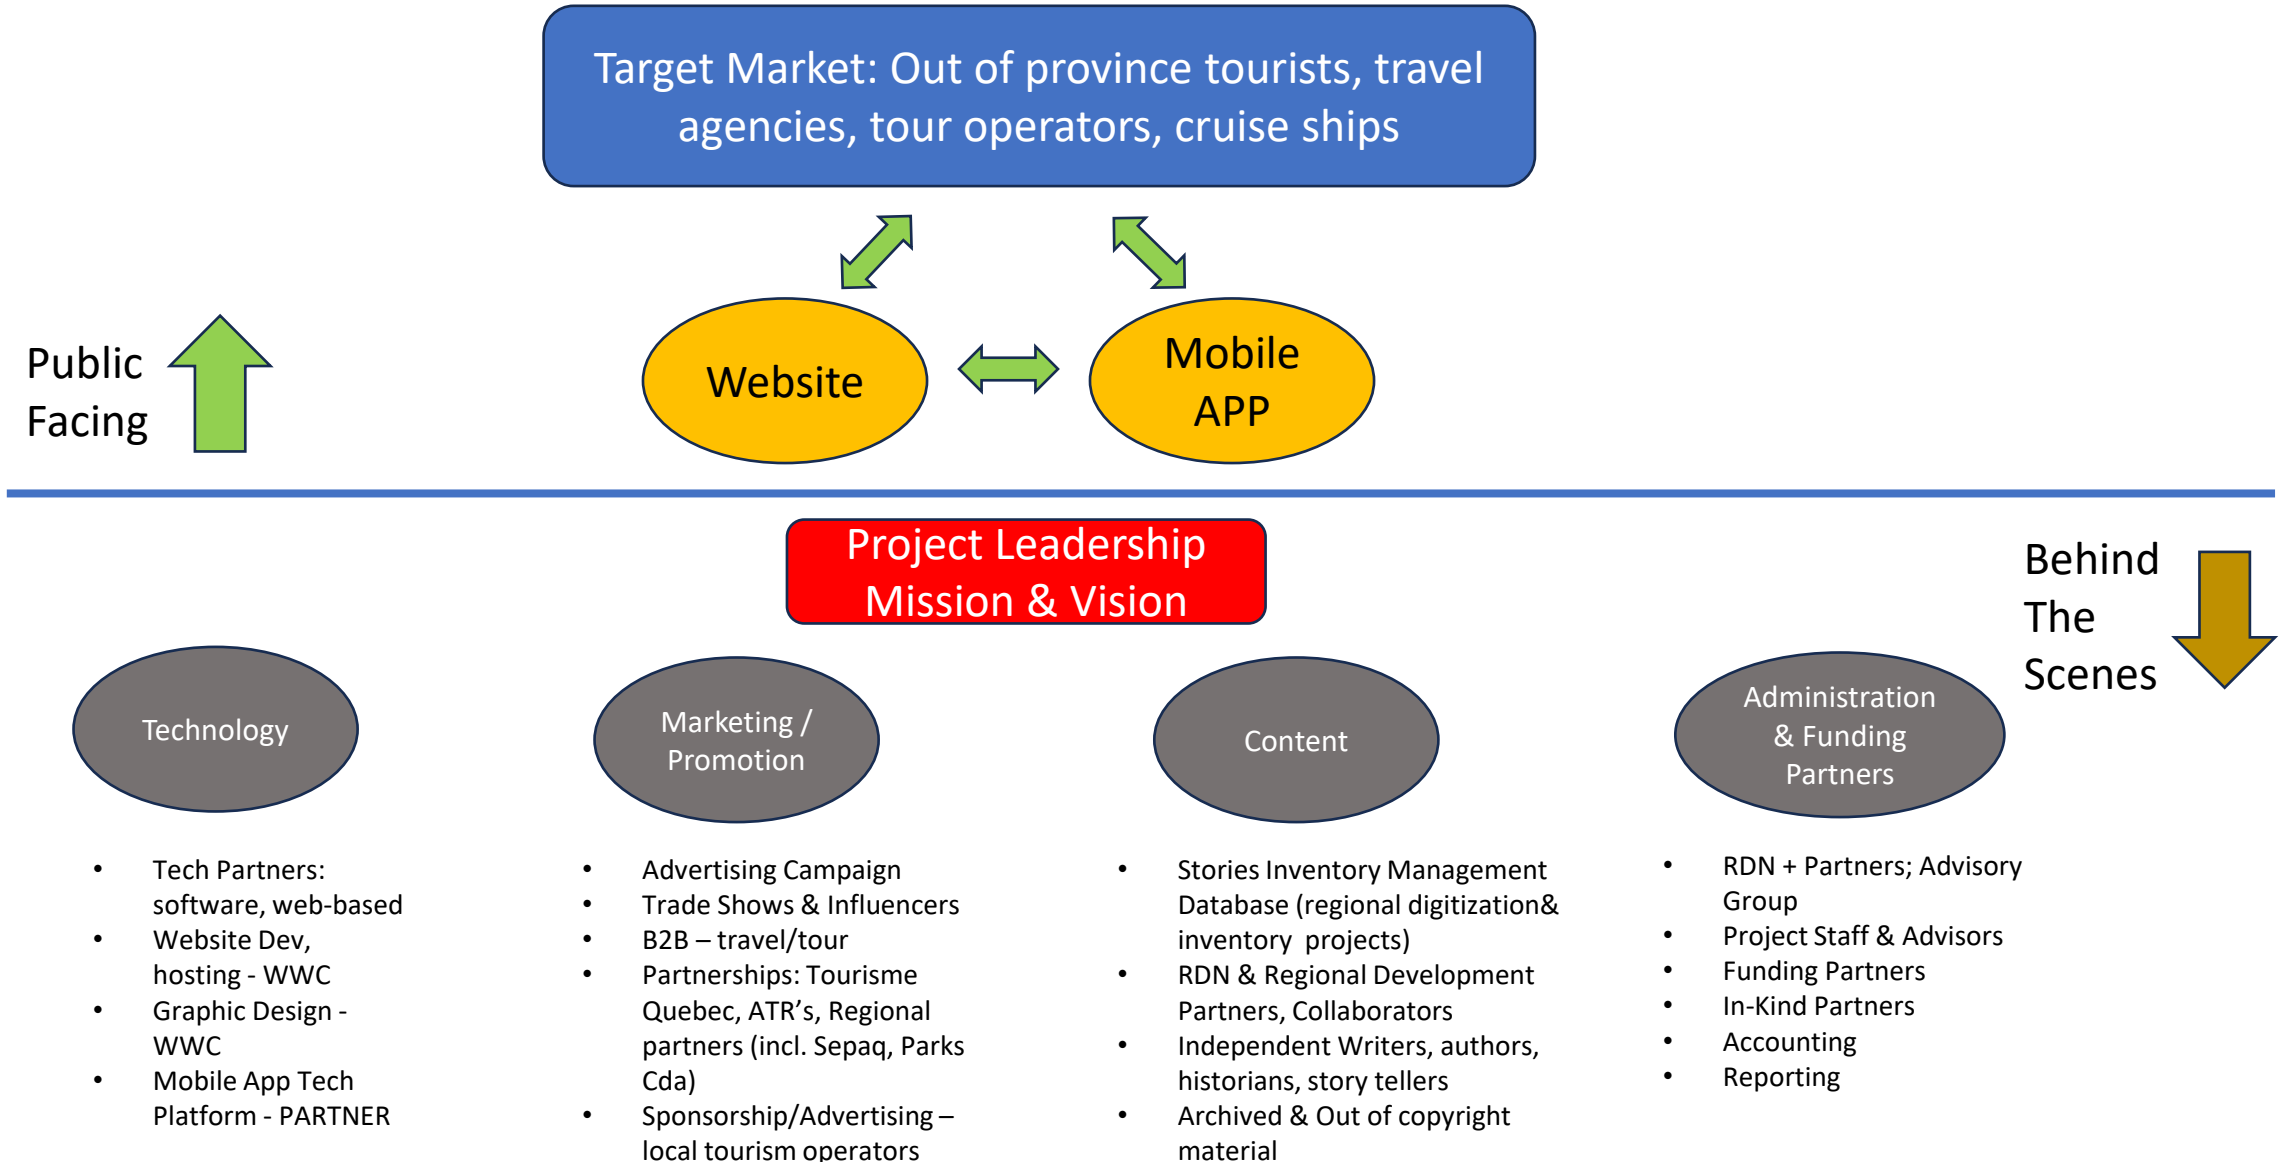 Target Market: Out of province tourists, travel
agencies, tour operators, cruise ships
Public
Facing
Website
Mobile
APP
Project Leadership
Mission & Vision
Behind
The
Scenes
Technology
Marketing /
Promotion
Content
Administration
& Funding
Partners
• Tech Partners:
software, web-based
• Website Dev,
hosting - WWC
• Graphic Design -
WWC
• Mobile App Tech
Platform - PARTNER
• Advertising Campaign
• Trade Shows & Influencers
• B2B – travel/tour
• Partnerships: Tourisme
Quebec, ATR’s, Regional
partners (incl. Sepaq, Parks
Cda)
• Sponsorship/Advertising –
local tourism operators
• Stories Inventory Management
Database (regional digitization&
inventory projects)
• RDN & Regional Development
Partners, Collaborators
• Independent Writers, authors,
historians, story tellers
• Archived & Out of copyright
material
• RDN + Partners; Advisory
Group
• Project Staff & Advisors
• Funding Partners
• In-Kind Partners
• Accounting
• Reporting